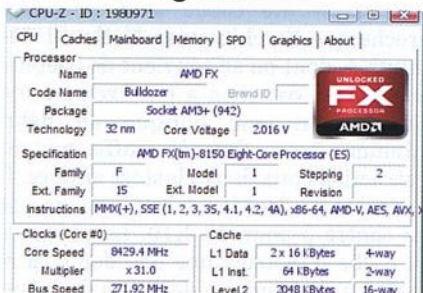 CPU-Z - ID : 1980971
CPU Caches Mainboard Memory SPD Graphics About
Processor
Name AMD FX
Code Name Bulldozer Brand ID
Package Socket AM3+ (942)
Technology 32 nm Core Voltage 2.016 V
UNLOCKED
FX
PROCESSOR
AMD
Specification AMD FX(tm)-8150 Eight-Core Processor (ES)
Family F Model 1 Stepping 2
Ext. Family 15 Ext. Model 1 Revision
Instructions MMX(+), SSE (1, 2, 3, 3S, 4.1, 4.2, 4A), x86-64, AMD-V, AES, AVX, X
Clocks (Core #0)
Core Speed 8429.4 MHz
Multiplier x 31.0
Bus Speed 271.92 MHz
Cache
L1 Data 2 x 16 KBytes 4-way
L1 Inst. 64 KBytes 2-way
Level 2 2048 KBytes 16-way